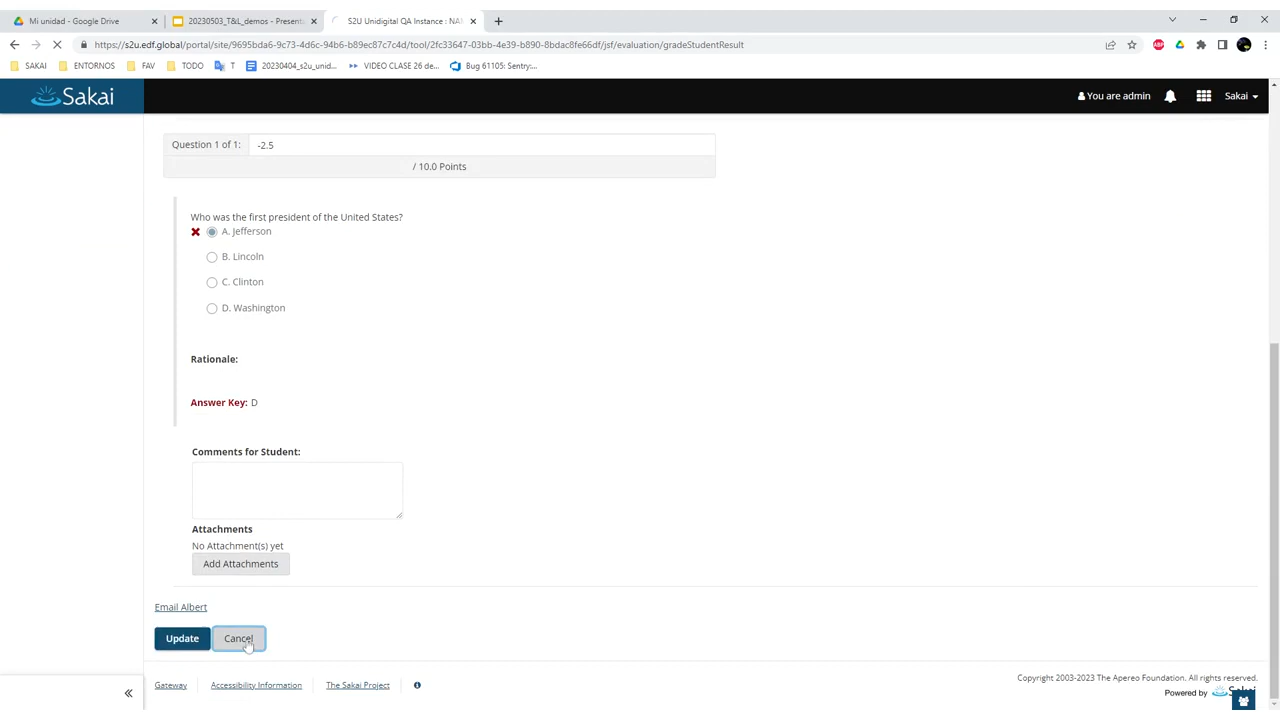 Mi unidad - Google Drive
20230503_T&L_demos - Presenta
S2U Unidigital QA Instance : NAM
https://s2u.edf.global/portal/site/9695bda6-9c73-4d6c-94b6-b89ec87c7c4d/tool/2fc33f67-03bb-4e39-b89d-8bdac8fe66df/jsf/evaluation/gradeStudentResult
SAKAI
ENTORNOS
FAV
TODO
T
20230404_s2u_unid...
VIDEO CLASE 26 de...
Bug 61105: Sentry:...
Sakai
You are admin
Sakai
Question 1 of 1: -2.5
/ 10.0 Points
Who was the first president of the United States?
A. Jefferson
B. Lincoln
C. Clinton
D. Washington
Rationale:
Answer Key: D
Comments for Student:
Attachments
No Attachment(s) yet
Add Attachments
Email Albert
Update Cancel
Gateway
Accessibility Information
The Sakai Project
Copyright 2003-2023 The Apereo Foundation. All rights reserved.
Powered by